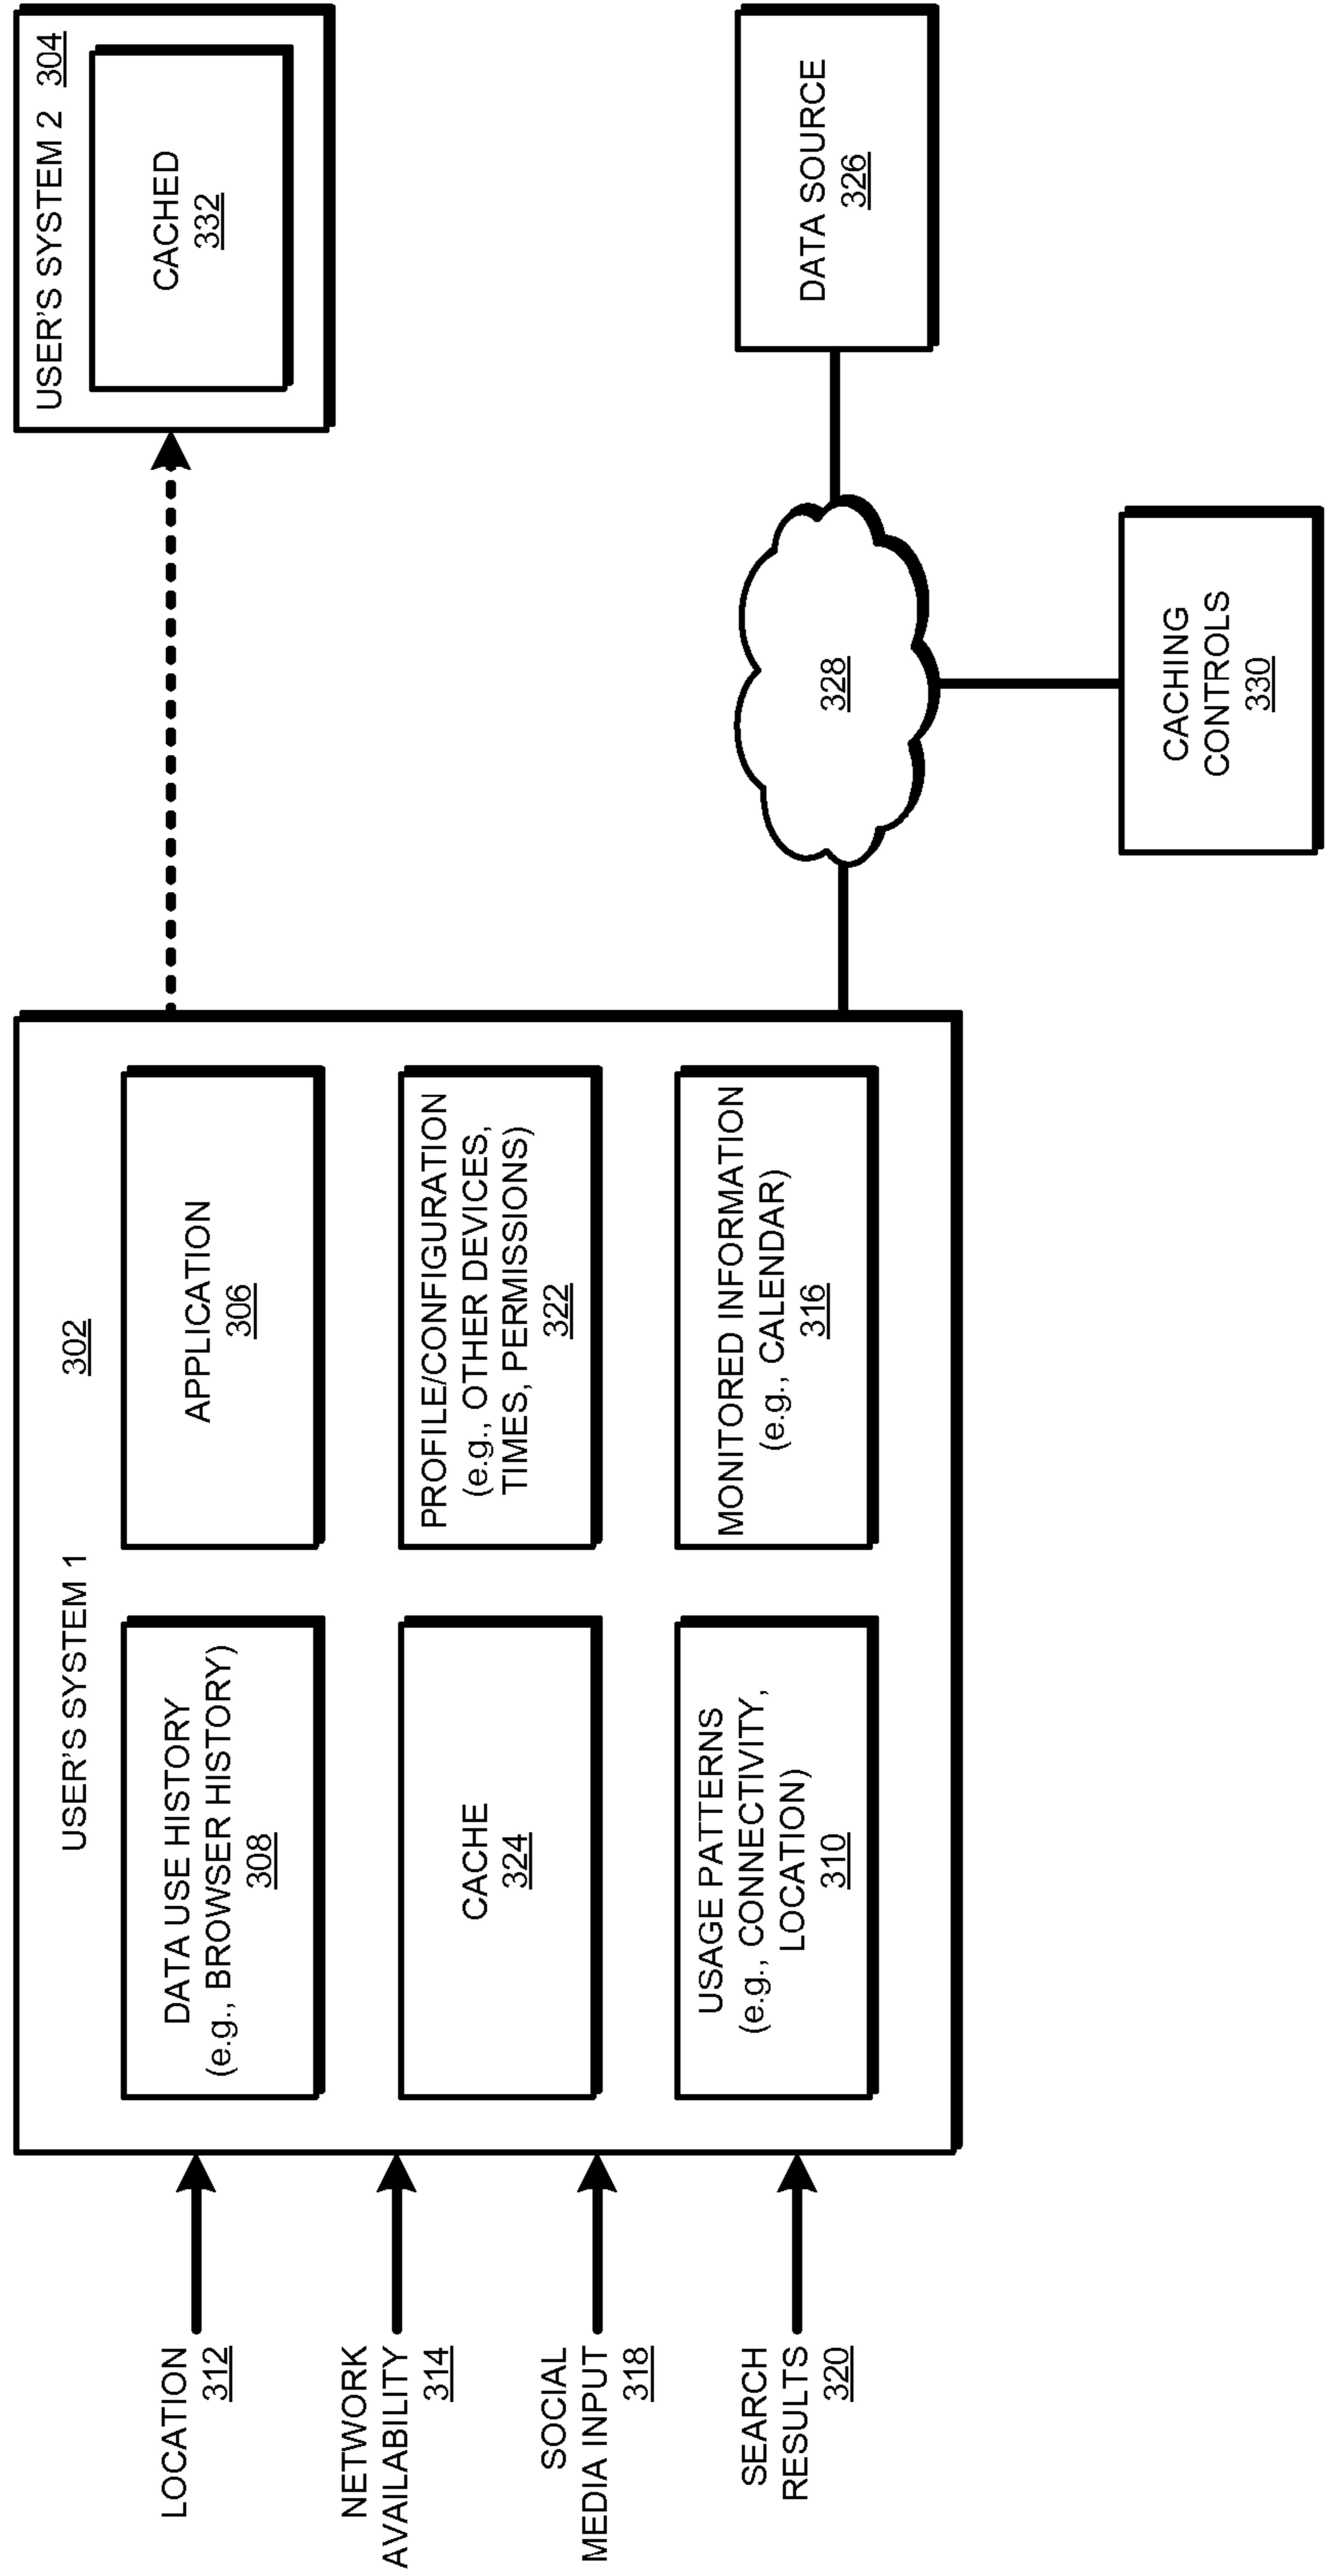 USER'S SYSTEM 1
302
DATA USE HISTORY
(e.g., BROWSER HISTORY)
308
APPLICATION
306
CACHE
324
PROFILE/CONFIGURATION
(e.g., OTHER DEVICES,
TIMES, PERMISSIONS)
322
USAGE PATTERNS
(e.g., CONNECTIVITY,
LOCATION)
310
MONITORED INFORMATION
(e.g., CALENDAR)
316
LOCATION
312
NETWORK
AVAILABILITY
314
SOCIAL
MEDIA INPUT
318
SEARCH
RESULTS
320
USER'S SYSTEM 2 304
CACHED
332
328
DATA SOURCE
326
CACHING
CONTROLS
330